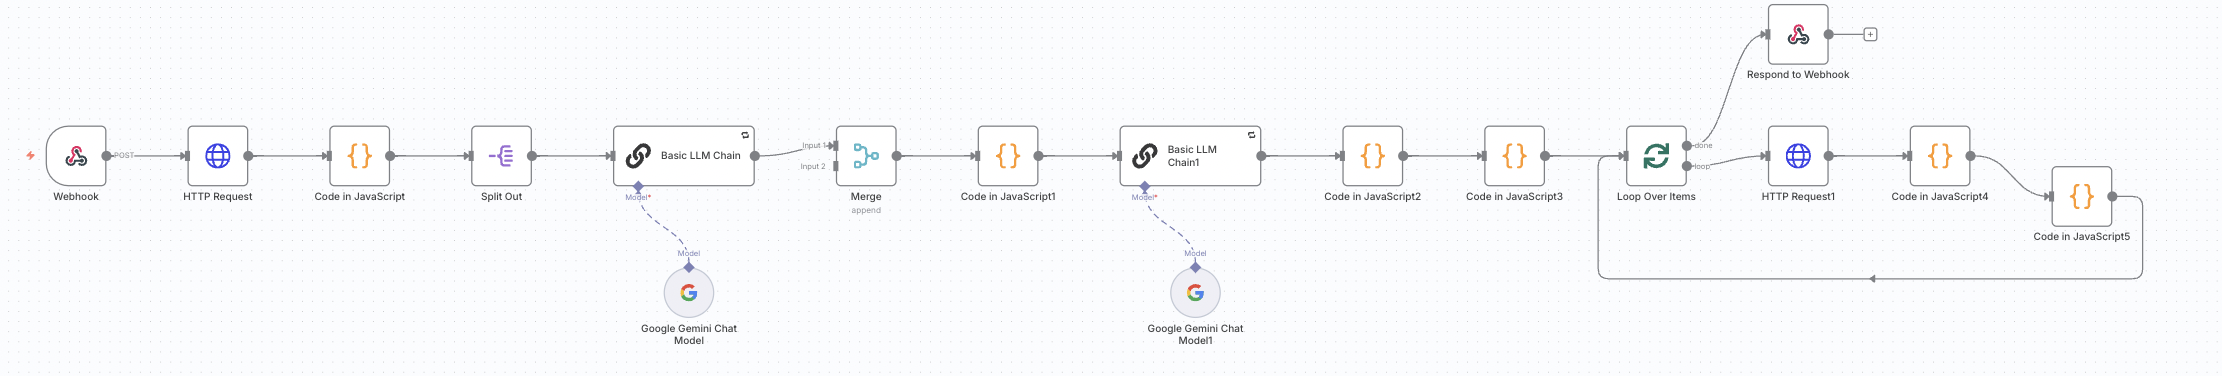 Respond to Webhook
POST
Basic LLM Chain
Input 1
Input 2
Basic LLM
Chain1
done
loop
Webhook
HTTP Request
Code in JavaScript
Split Out
Model*
Merge
append
Code in JavaScript1
Model*
Code in JavaScript2
Code in JavaScript3
Loop Over Items
HTTP Request1
Code in JavaScript4
Code in JavaScript5
Model
Google Gemini Chat
Model
Model
Google Gemini Chat
Model1